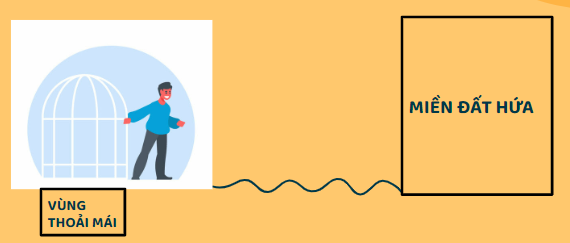 MIỀN ĐẤT HỨA
VÙNG
THOẢI MÁI